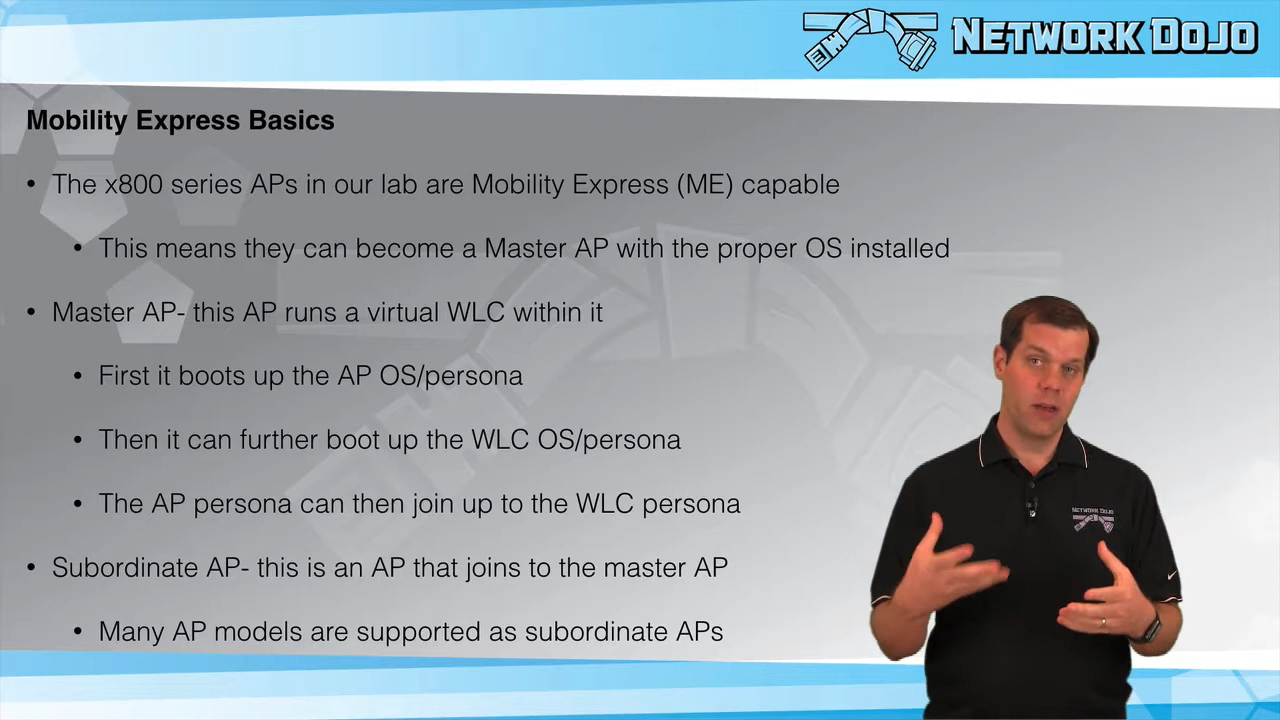 NETWORK DOJO
Mobility Express Basics
• The x800 series APs in our lab are Mobility Express (ME) capable
• This means they can become a Master AP with the proper OS installed
• Master AP- this AP runs a virtual WLC within it
• First it boots up the AP OS/persona
• Then it can further boot up the WLC OS/persona
• The AP persona can then join up to the WLC persona
• Subordinate AP- this is an AP that joins to the master AP
• Many AP models are supported as subordinate APs
NETWORK DOJO